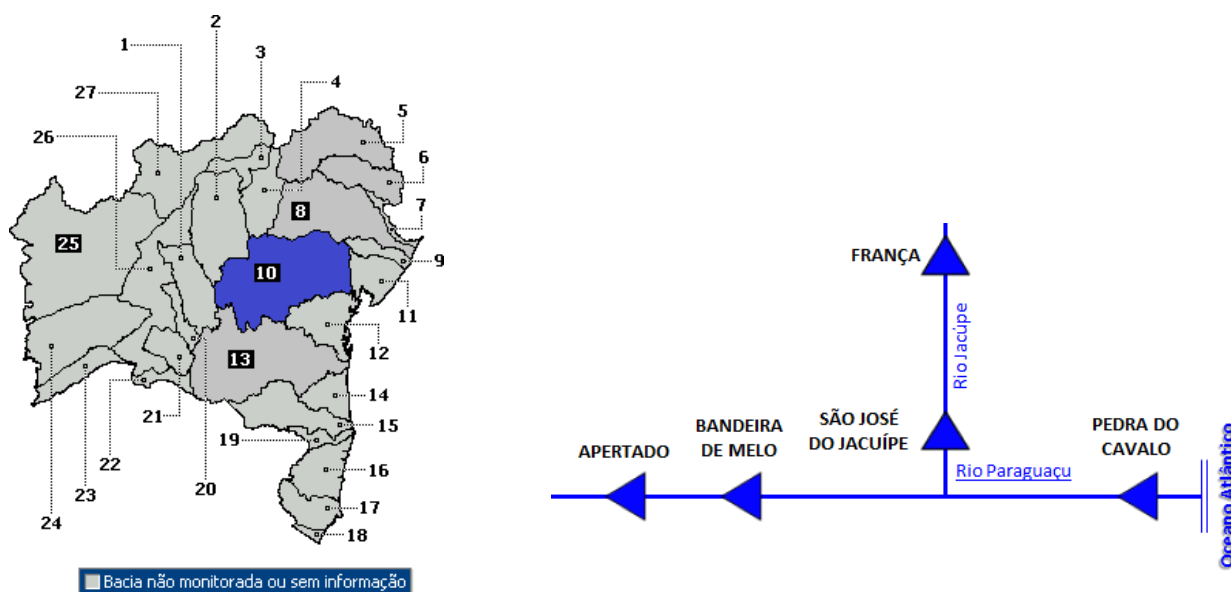 2
1
3
27
4
5
26
6
7
8
25
9
10
11
12
13
14
15
19
16
22
21
20
23
17
24
18
Bacia não monitorada ou sem informação
FRANÇA
Rio Jacúpe
SÃO JOSÉ
DO JACUÍPE
BANDEIRA
DE MELO
APERTADO
PEDRA DO
CAVALO
Rio Paraguaçu
Oceano Atlântico